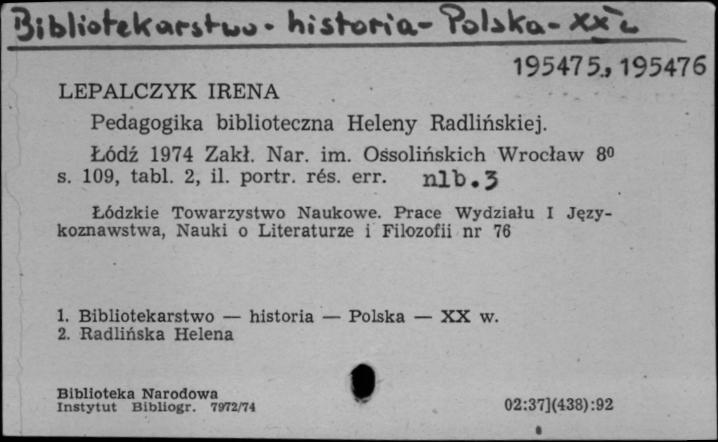 Bibliotekarstwo - historia - Polska - XX w
195475., 195476
LEPALCZYK IRENA
Pedagogika biblioteczna Heleny Radlińskiej.
Łódź 1974 Zakł. Nar. im. Ossolińskich Wrocław 8⁰
s. 109, tabl. 2, il. portr. rés. err. nlb. 3
Łódzkie Towarzystwo Naukowe. Prace Wydziału I Języ-
koznawstwa, Nauki o Literaturze i Filozofii nr 76
1. Bibliotekarstwo — historia — Polska — XX w.
2. Radlińska Helena
Biblioteka Narodowa
Instytut Bibliogr. 7972/74
02:37](438):92